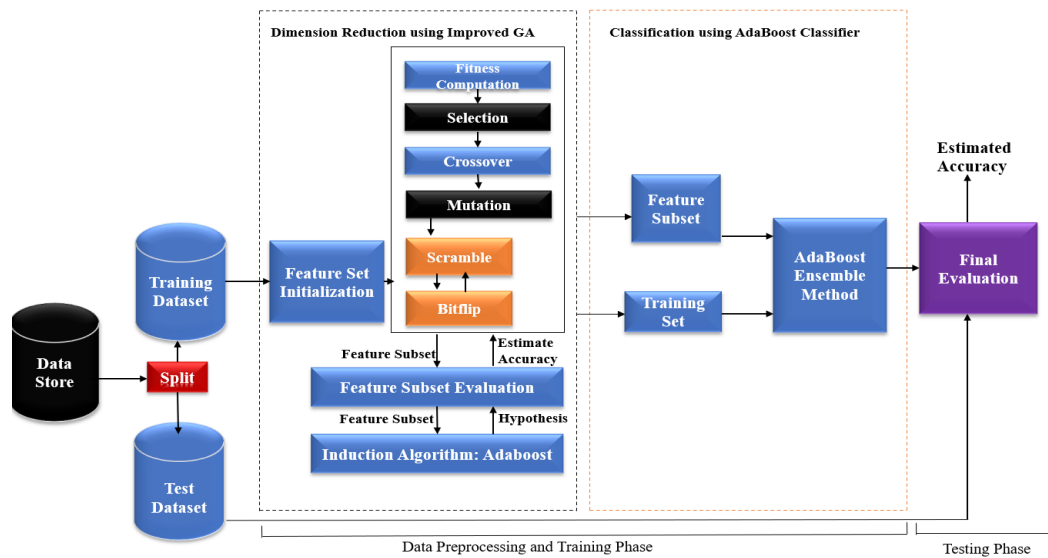 Dimension Reduction using Improved GA
Classification using AdaBoost Classifier
Fitness
Computation
Selection
Crossover
Mutation
Scramble
Bitflip
Estimated
Accuracy
Feature
Subset
Training
Dataset
Feature Set
Initialization
AdaBoost
Ensemble
Method
Final
Evaluation
Training
Set
Data
Store
Split
Feature Subset
Estimate
Accuracy
Feature Subset Evaluation
Feature Subset
Hypothesis
Induction Algorithm: Adaboost
Test
Dataset
Data Preprocessing and Training Phase
Testing Phase